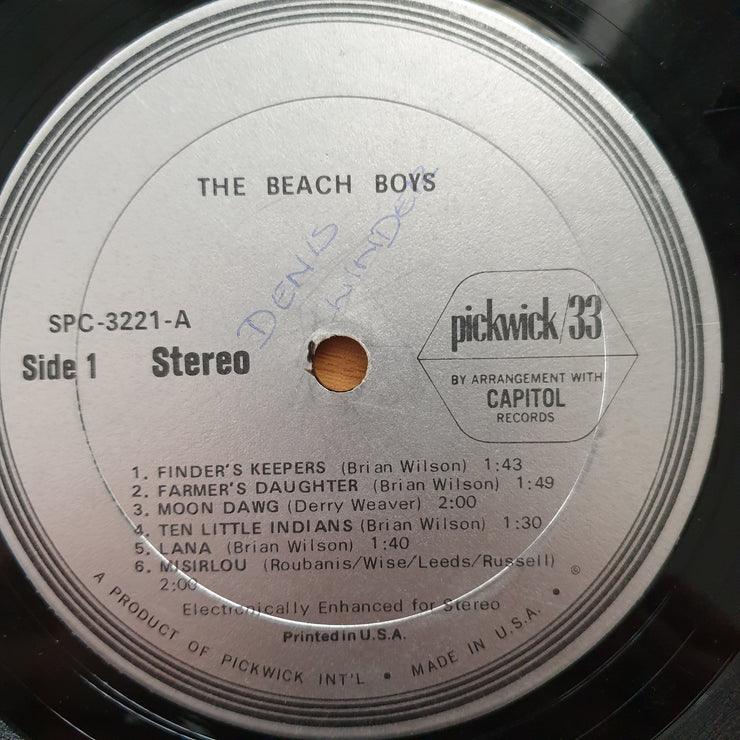 THE BEACH BOYS
DENIS
WINDER
SPC-3221-A
Side 1 Stereo
pickwick/33
BY ARRANGEMENT WITH
CAPITOL
RECORDS
1. FINDER'S KEEPERS (Brian Wilson) 1:43
2. FARMER'S DAUGHTER (Brian Wilson) 1:49
3. MOON DAWG (Derry Weaver) 2:00
4. TEN LITTLE INDIANS (Brian Wilson) 1:30
5. LANA (Brian Wilson) 1:40
6. MISIRLOU (Roubanis/Wise/Leeds/Russell)
2:00
Electronically Enhanced for Stereo
Printed in U.S.A.
A PRODUCT OF PICKWICK INT'L • MADE IN U.S.A. • ©